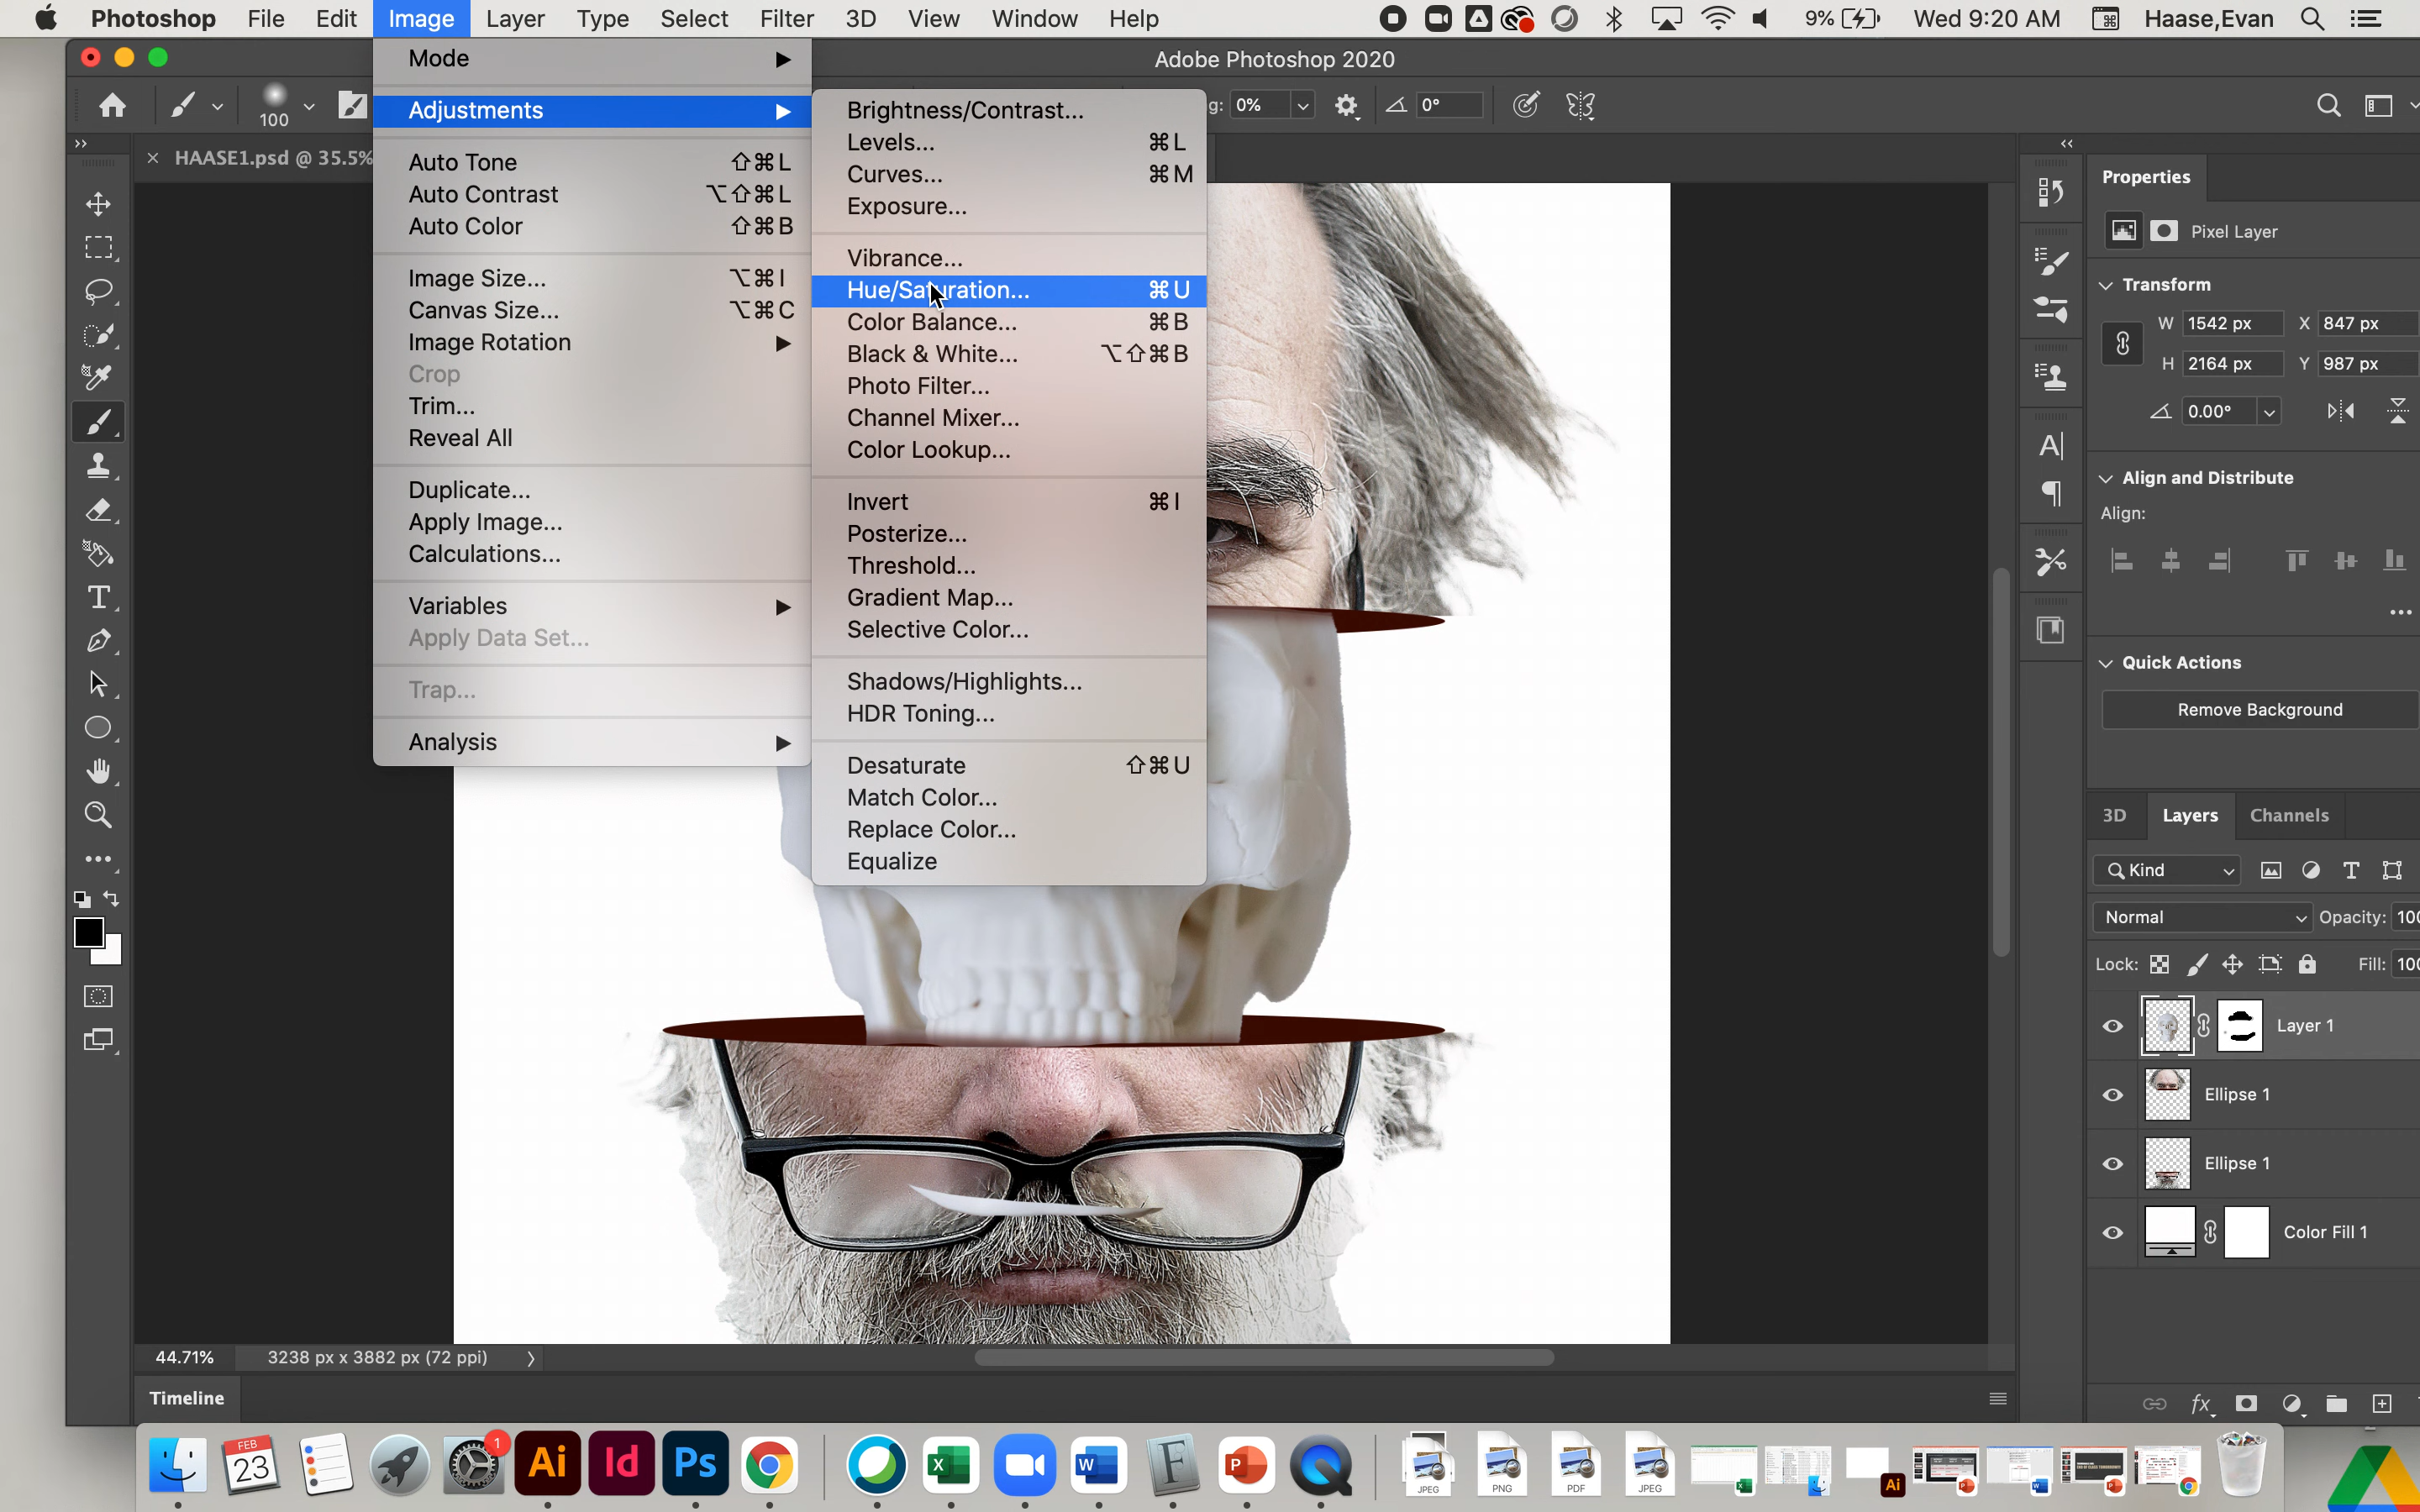 Photoshop File Edit Image Layer Type Select Filter 3D View Window Help 9% Wed 9:20 AM Haase,Evan
Adobe Photoshop 2020
100
g: 0% 0°
× HAASE1.psd @ 35.5%
Mode
Adjustments
Auto Tone ⇧⌘L
Auto Contrast ⌥⇧⌘L
Auto Color ⇧⌘B
Image Size... ⌥⌘I
Canvas Size... ⌥⌘C
Image Rotation
Crop
Trim...
Reveal All
Duplicate...
Apply Image...
Calculations...
Variables
Apply Data Set...
Trap...
Analysis
Brightness/Contrast...
Levels... ⌘L
Curves... ⌘M
Exposure...
Vibrance...
Hue/Saturation... ⌘U
Color Balance... ⌘B
Black & White... ⌥⇧⌘B
Photo Filter...
Channel Mixer...
Color Lookup...
Invert ⌘I
Posterize...
Threshold...
Gradient Map...
Selective Color...
Shadows/Highlights...
HDR Toning...
Desaturate ⇧⌘U
Match Color...
Replace Color...
Equalize
Properties
Pixel Layer
Transform
W 1542 px X 847 px
H 2164 px Y 987 px
0.00°
Align and Distribute
Align:
Quick Actions
Remove Background
3D Layers Channels
Kind
Normal Opacity: 100
Lock: Fill: 100
Layer 1
Ellipse 1
Ellipse 1
Color Fill 1
44.71% 3238 px x 3882 px (72 ppi)
Timeline
FEB
23
1
Ai
Id
Ps
X
W
F
P
JPEG
PNG
PDF
JPEG